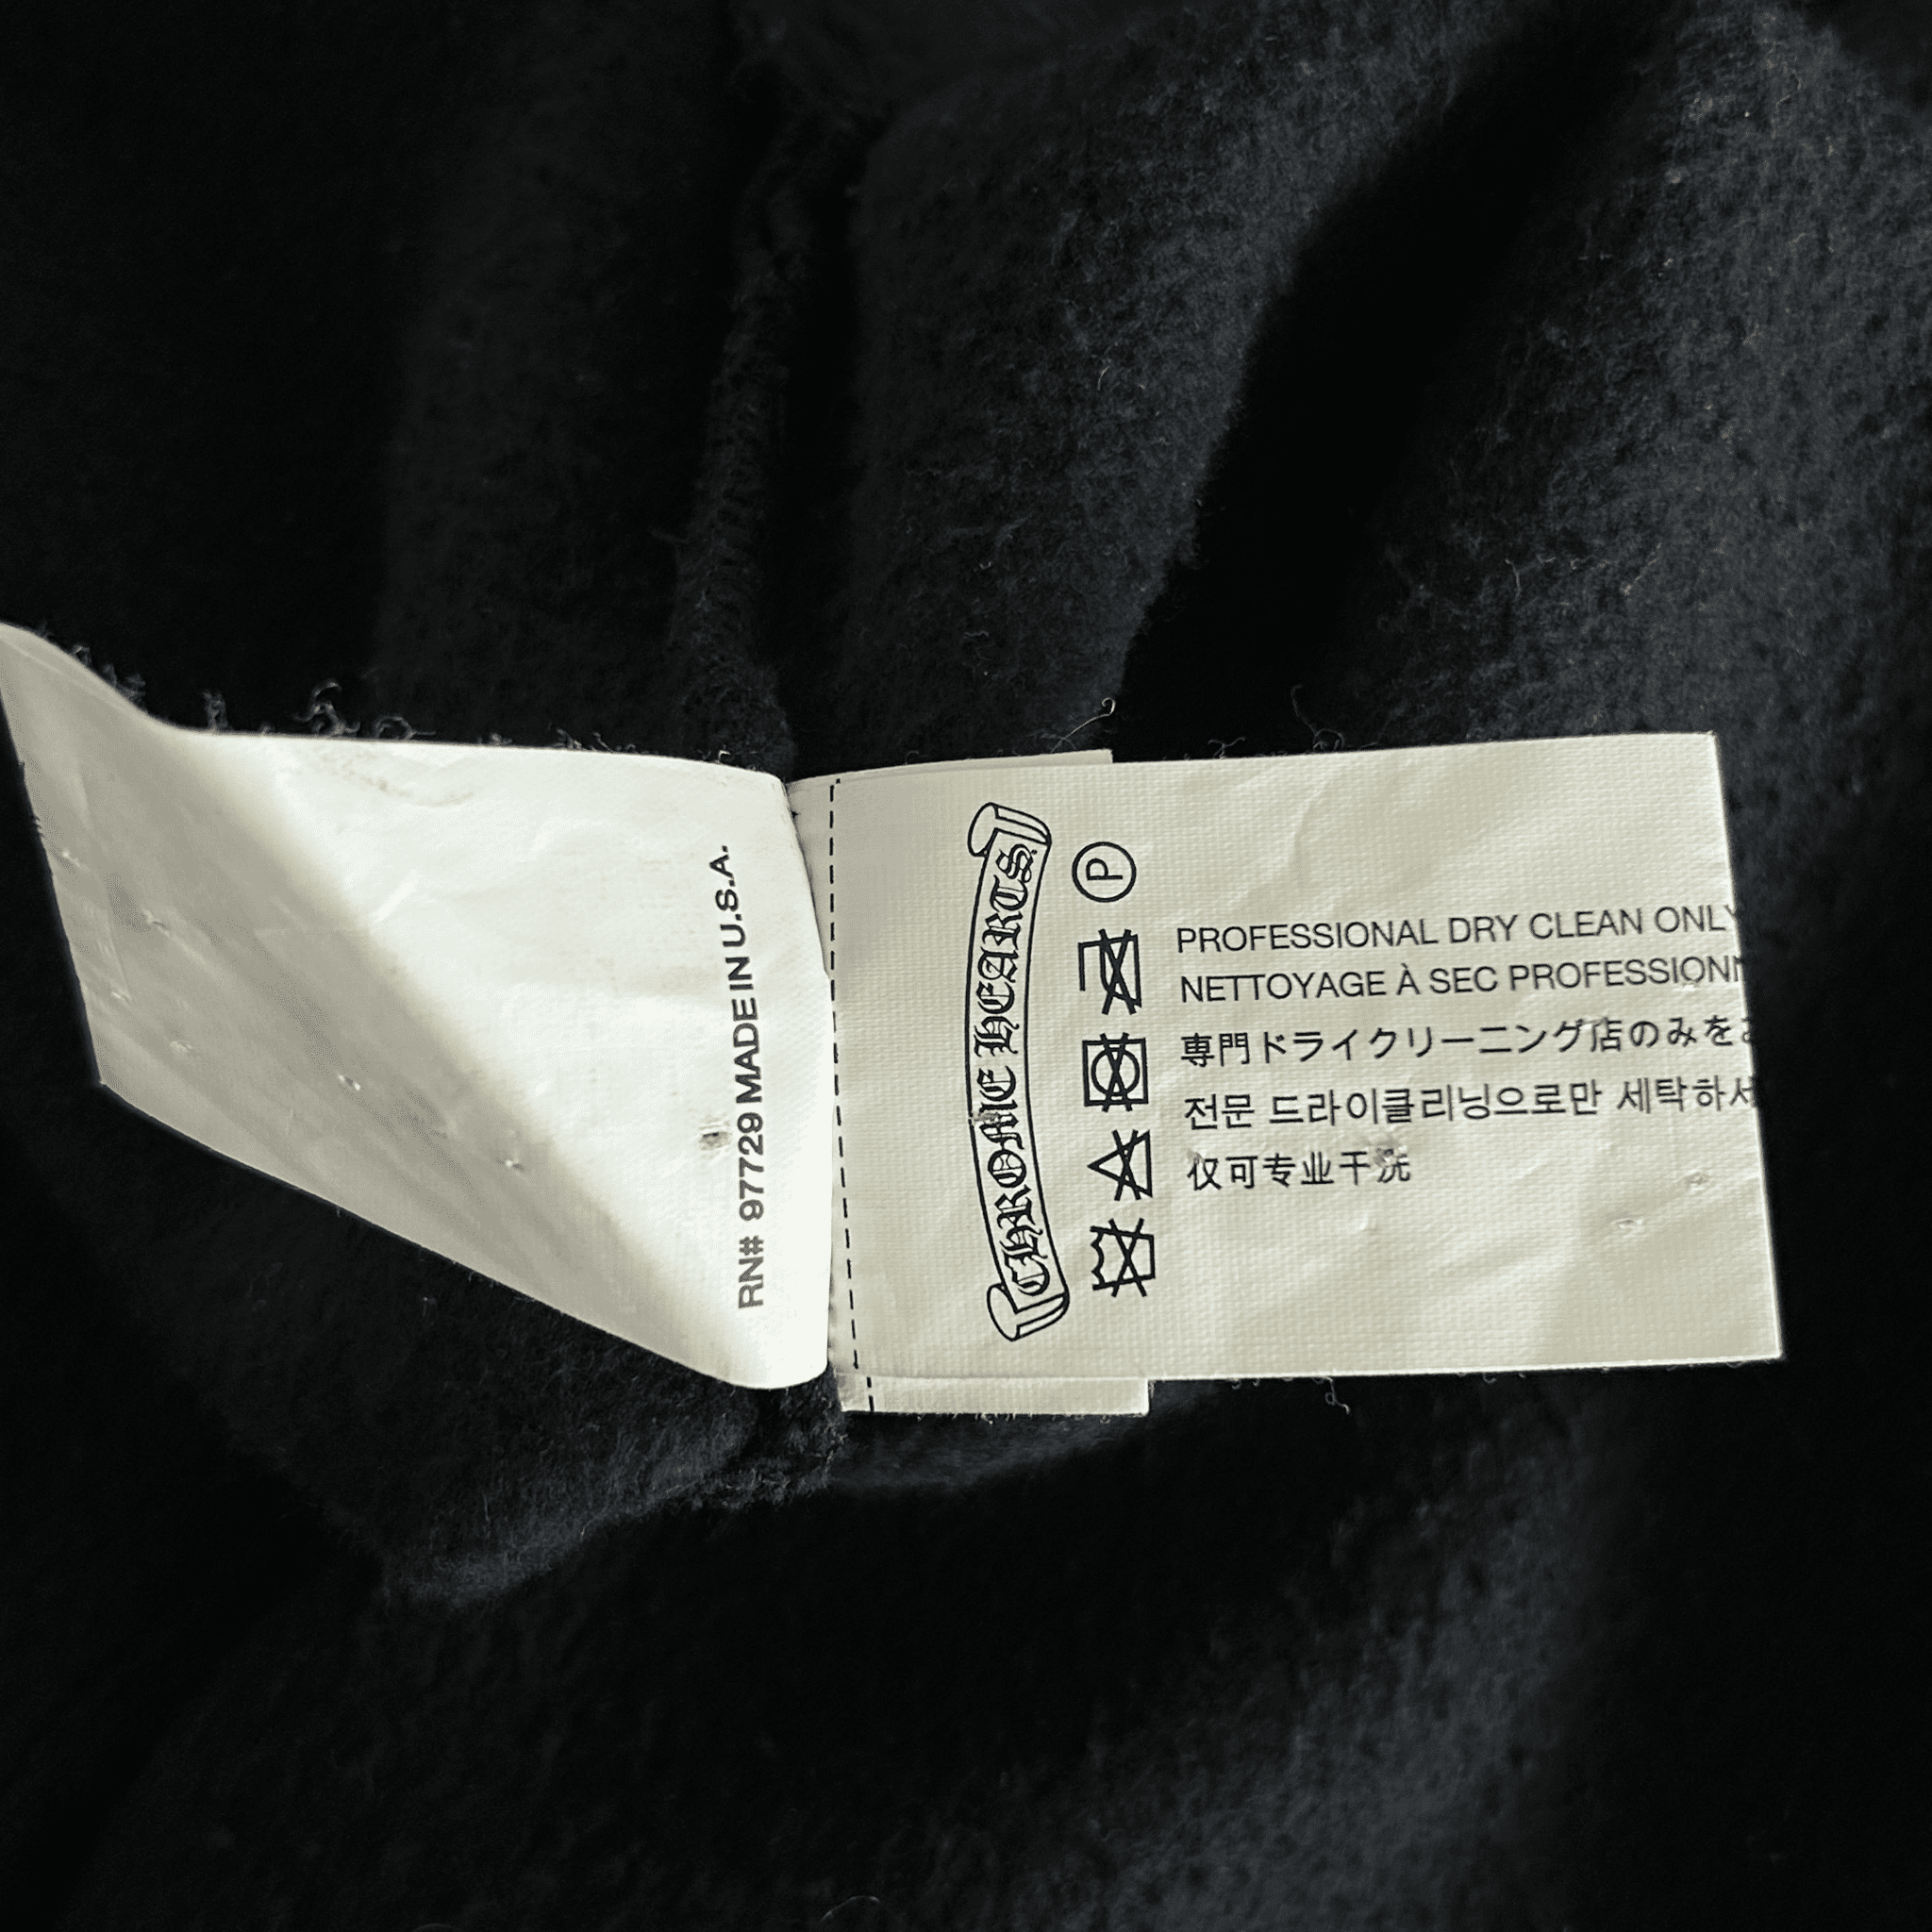 RN# 97729 MADE IN U.S.A.
CHROME HEARTS
P
PROFESSIONAL DRY CLEAN ONLY
NETTOYAGE À SEC PROFESSIONN
専門ドライクリーニング店のみを
전문 드라이클리닝으로만 세탁하세
仅可专业干洗